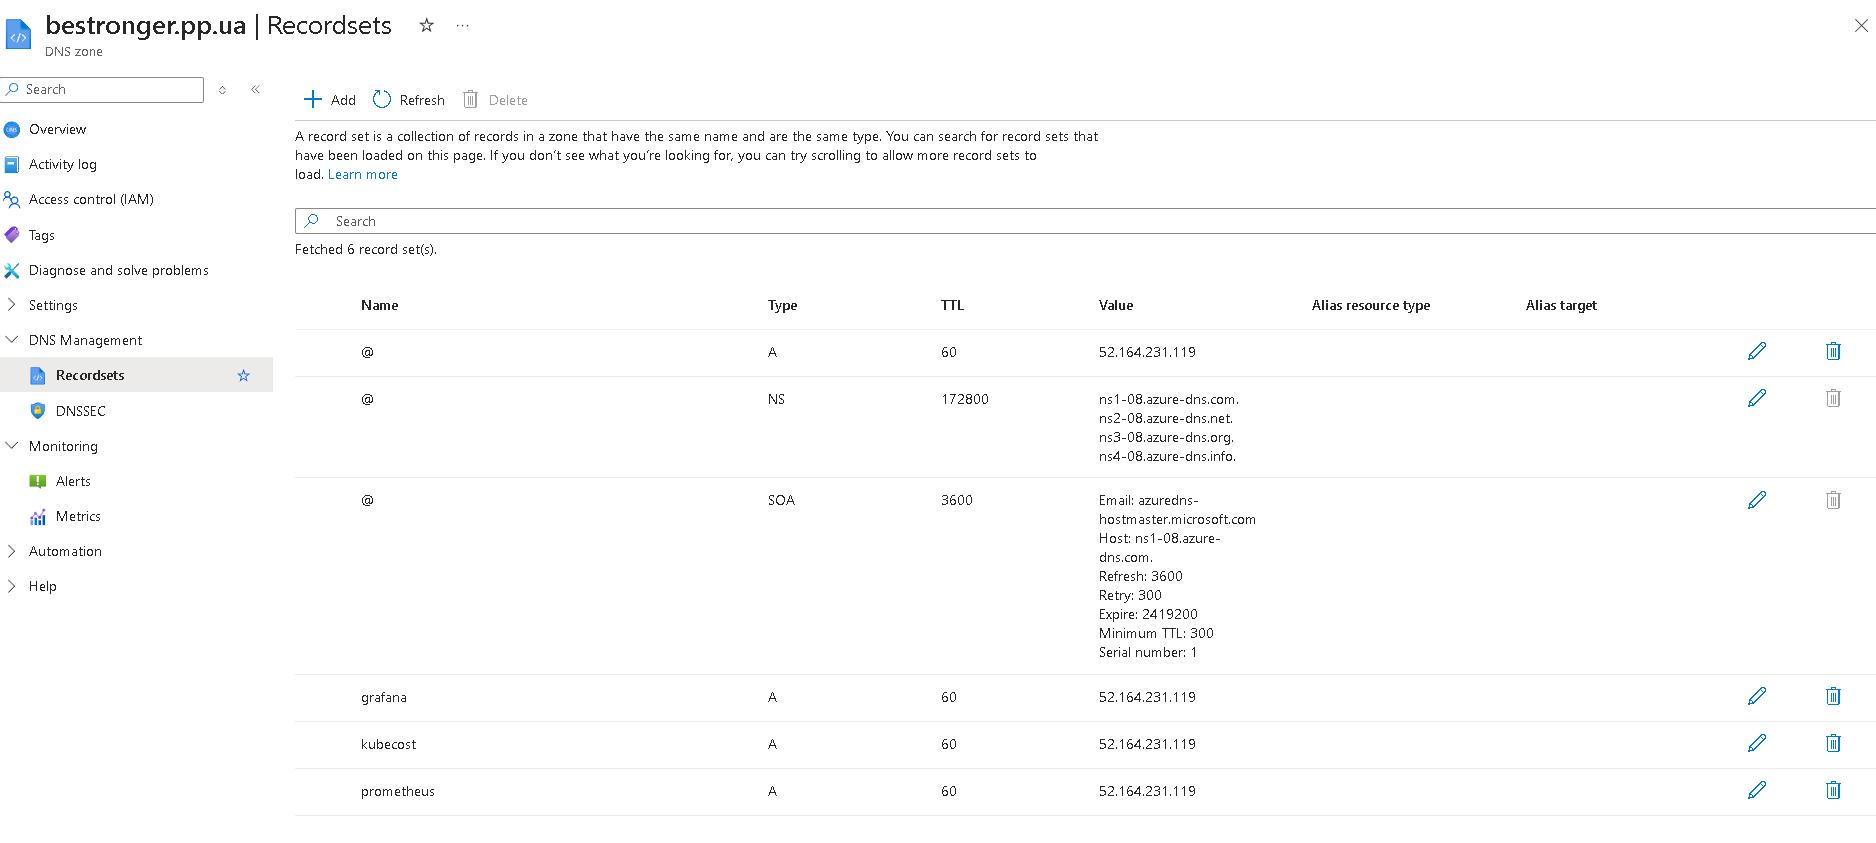 bestronger.pp.ua | Recordsets
DNS zone
Search
Overview
Activity log
Access control (IAM)
Tags
Diagnose and solve problems
Settings
DNS Management
Recordsets
DNSSEC
Monitoring
Alerts
Metrics
Automation
Help
Add Refresh Delete
A record set is a collection of records in a zone that have the same name and are the same type. You can search for record sets that
have been loaded on this page. If you don't see what you're looking for, you can try scrolling to allow more record sets to
load. Learn more
Search
Fetched 6 record set(s).
Name Type TTL Value Alias resource type Alias target
@ A 60 52.164.231.119
@ NS 172800 ns1-08.azure-dns.com.
ns2-08.azure-dns.net.
ns3-08.azure-dns.org.
ns4-08.azure-dns.info.
@ SOA 3600 Email: azuredns-
hostmaster.microsoft.com
Host: ns1-08.azure-
dns.com.
Refresh: 3600
Retry: 300
Expire: 2419200
Minimum TTL: 300
Serial number: 1
grafana A 60 52.164.231.119
kubecost A 60 52.164.231.119
prometheus A 60 52.164.231.119